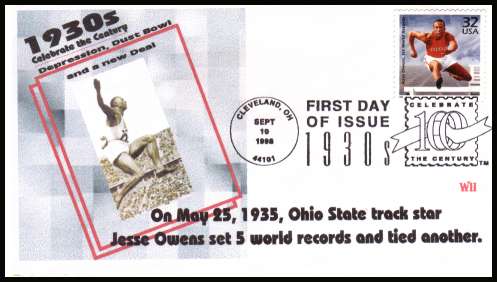 1930s
Celebrate the Century
Depression, Dust Bowl
and a new Deal
32
USA
CLEVELAND, OH
SEPT
10
1998
44101
FIRST DAY
OF ISSUE
1930s
CELEBRATE
100
THE CENTURY
TM
WII
On May 25, 1935, Ohio State track star
Jesse Owens set 5 world records and tied another.